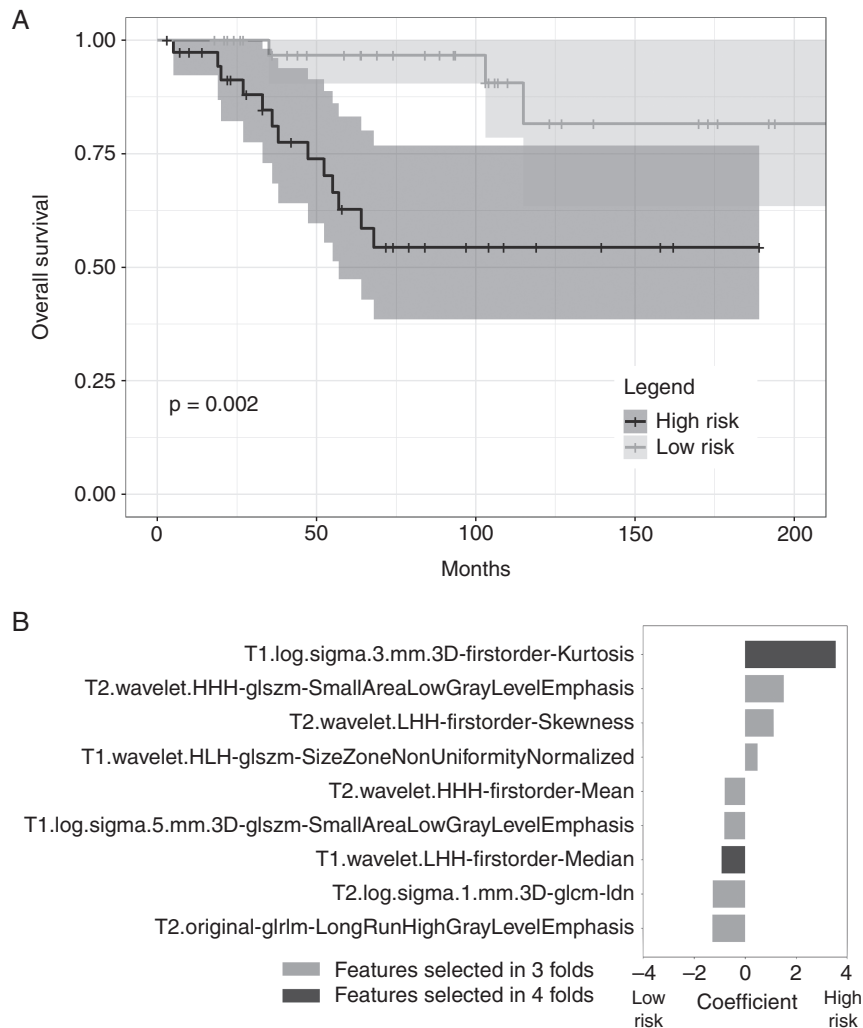 A
1.00
0.75
0.50
0.25
0.00
Overall survival
p = 0.002
Legend
High risk
Low risk
0
50
100
150
200
Months
B
T1.log.sigma.3.mm.3D-firstorder-Kurtosis
T2.wavelet.HHH-glszm-SmallAreaLowGrayLevelEmphasis
T2.wavelet.LHH-firstorder-Skewness
T1.wavelet.HLH-glszm-SizeZoneNonUniformityNormalized
T2.wavelet.HHH-firstorder-Mean
T1.log.sigma.5.mm.3D-glszm-SmallAreaLowGrayLevelEmphasis
T1.wavelet.LHH-firstorder-Median
T2.log.sigma.1.mm.3D-glcm-Idn
T2.original-glrlm-LongRunHighGrayLevelEmphasis
Features selected in 3 folds
Features selected in 4 folds
−4
−2
0
2
4
Low risk
Coefficient
High risk